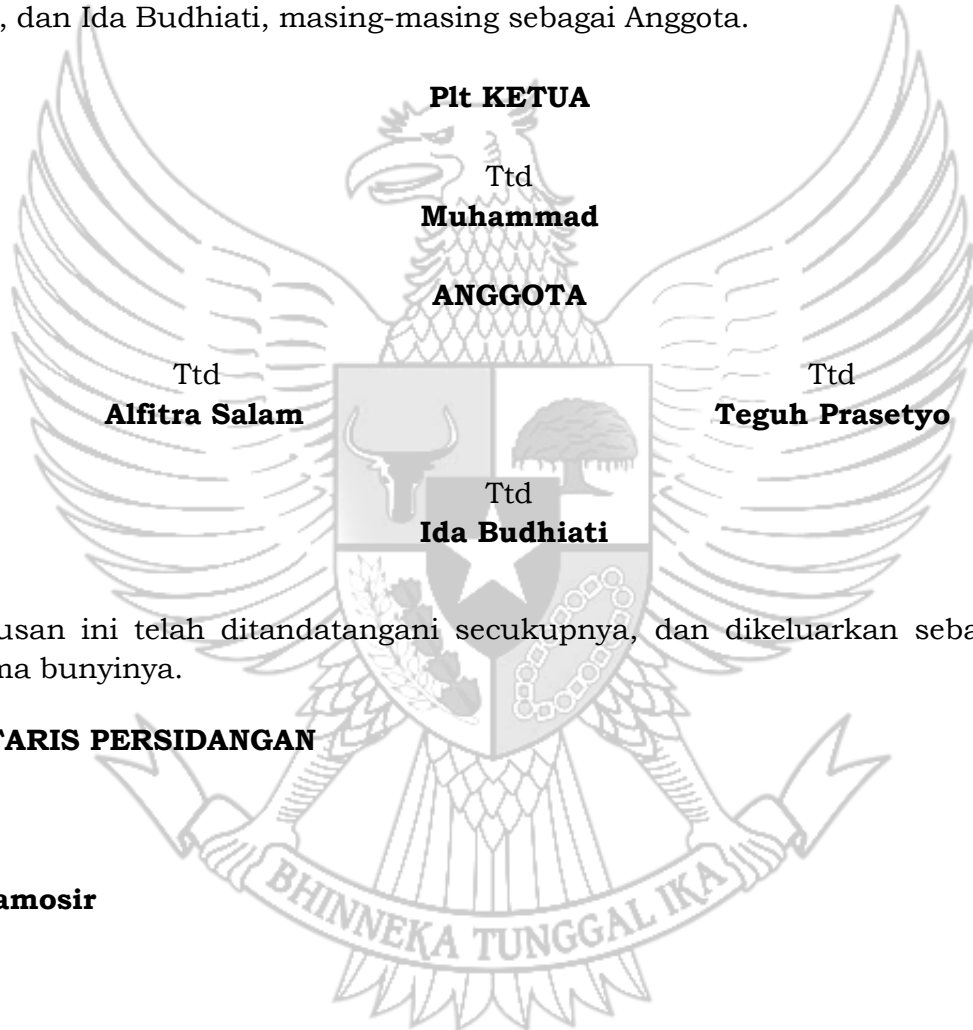 , dan Ida Budhiati, masing-masing sebagai Anggota.
Plt KETUA
Ttd
Muhammad
ANGGOTA
Ttd Ttd
Alfitra Salam Teguh Prasetyo
Ttd
Ida Budhiati
usan ini telah ditandatangani secukupnya, dan dikeluarkan seba
na bunyinya.
TARIS PERSIDANGAN
amosir
BHINNEKA TUNGGAL IKA